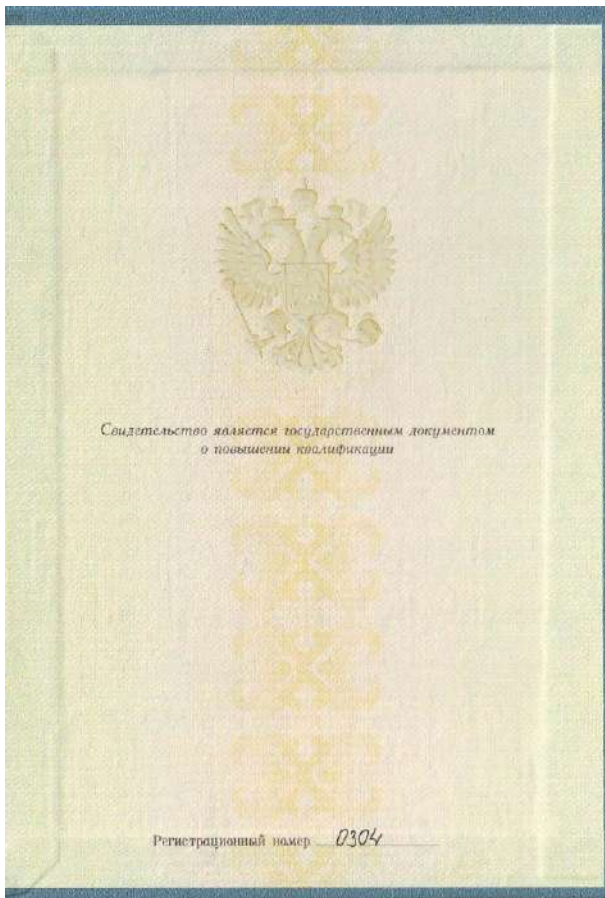 Свидетельство является государственным документом
о повышении квалификации
Регистрационный номер 0304